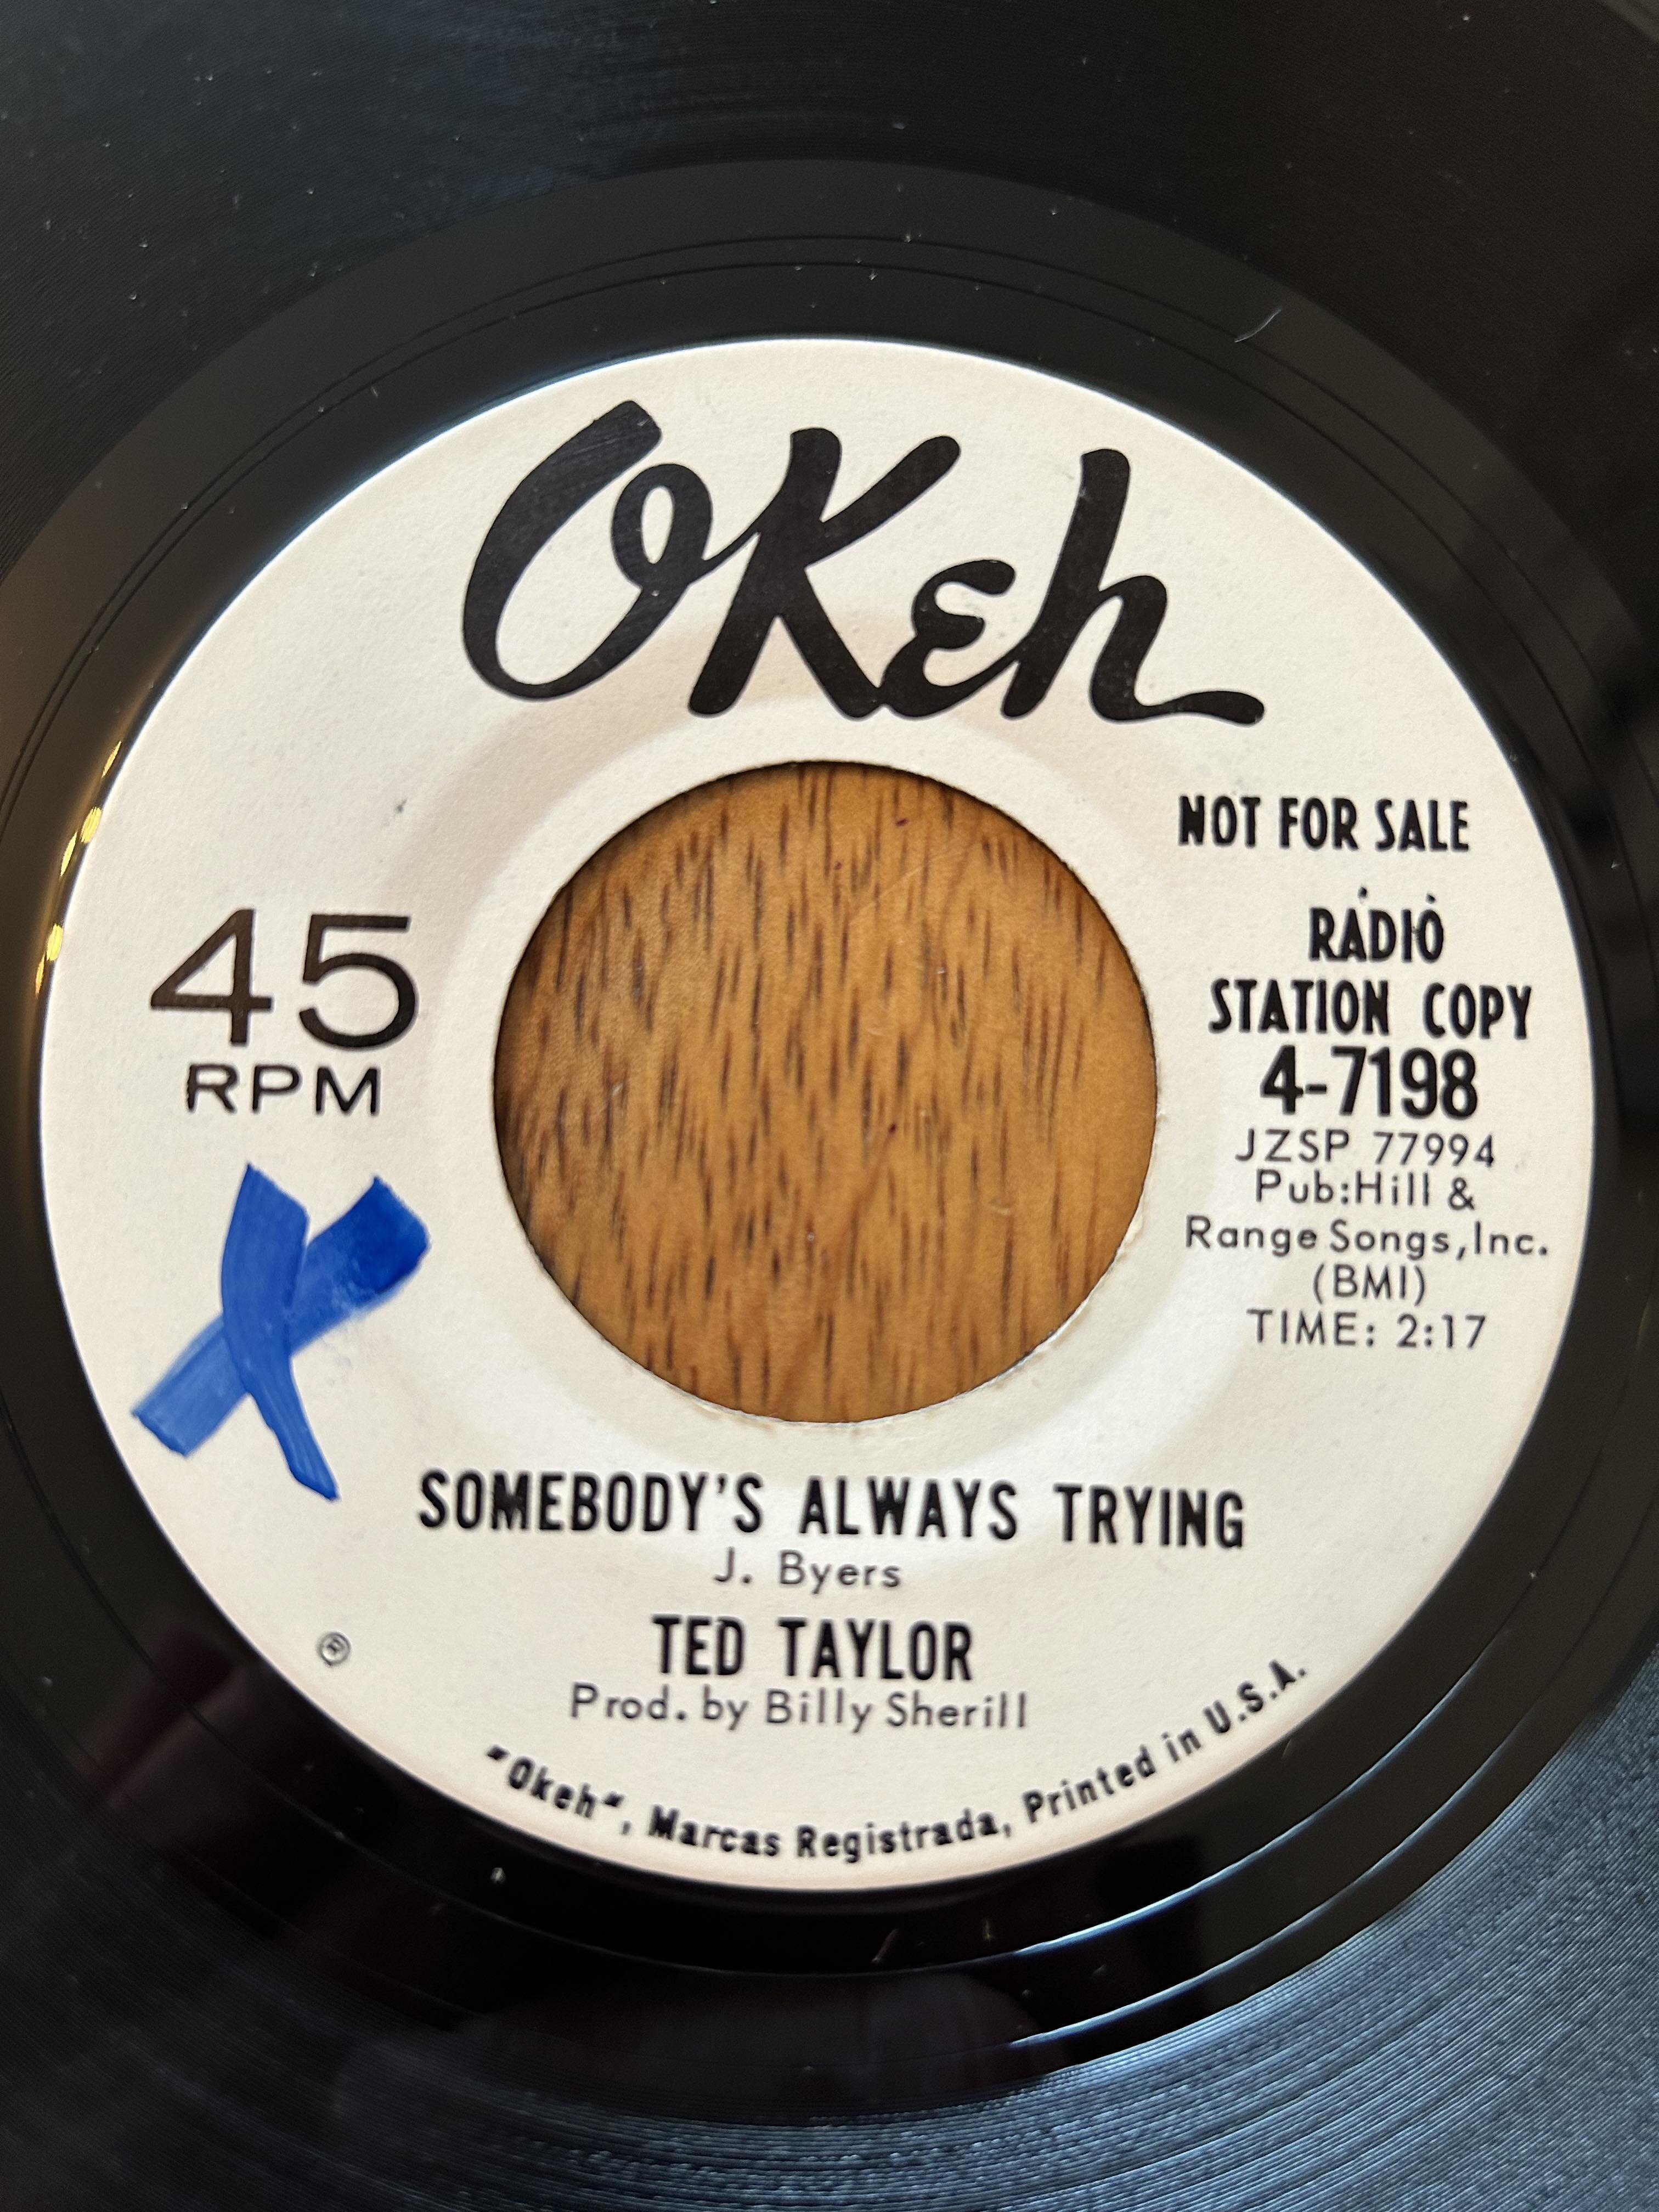 OKeh
NOT FOR SALE
RADIO
STATION COPY
45
RPM
4-7198
JZSP 77994
Pub:Hill &
Range Songs,Inc.
(BMI)
TIME: 2:17
X
SOMEBODY'S ALWAYS TRYING
J. Byers
TED TAYLOR
Prod. by Billy Sherill
®
"Okeh", Marcas Registrada, Printed in U.S.A.